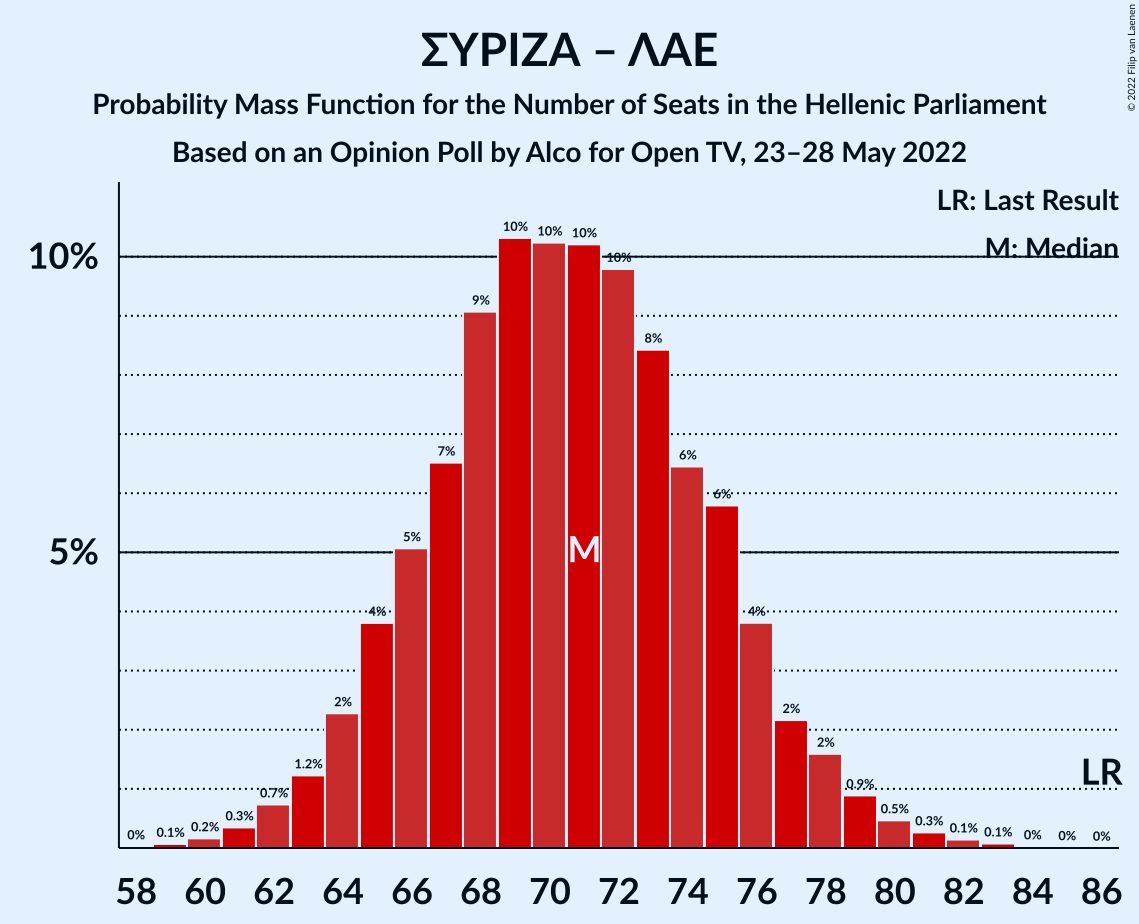 ΣΥΡΙΖΑ – ΛΑΕ
Probability Mass Function for the Number of Seats in the Hellenic Parliament
Based on an Opinion Poll by Alco for Open TV, 23–28 May 2022
© 2022 Filip van Laenen
LR: Last Result
M: Median
10%
5%
0% 0.1% 0.2% 0.3% 0.7% 1.2% 2% 4% 5% 7% 9% 10% 10% 10% 10% 8% 6% 6% 4% 2% 2% 0.9% 0.5% 0.3% 0.1% 0.1% 0% 0% 0%
M
LR
58 60 62 64 66 68 70 72 74 76 78 80 82 84 86